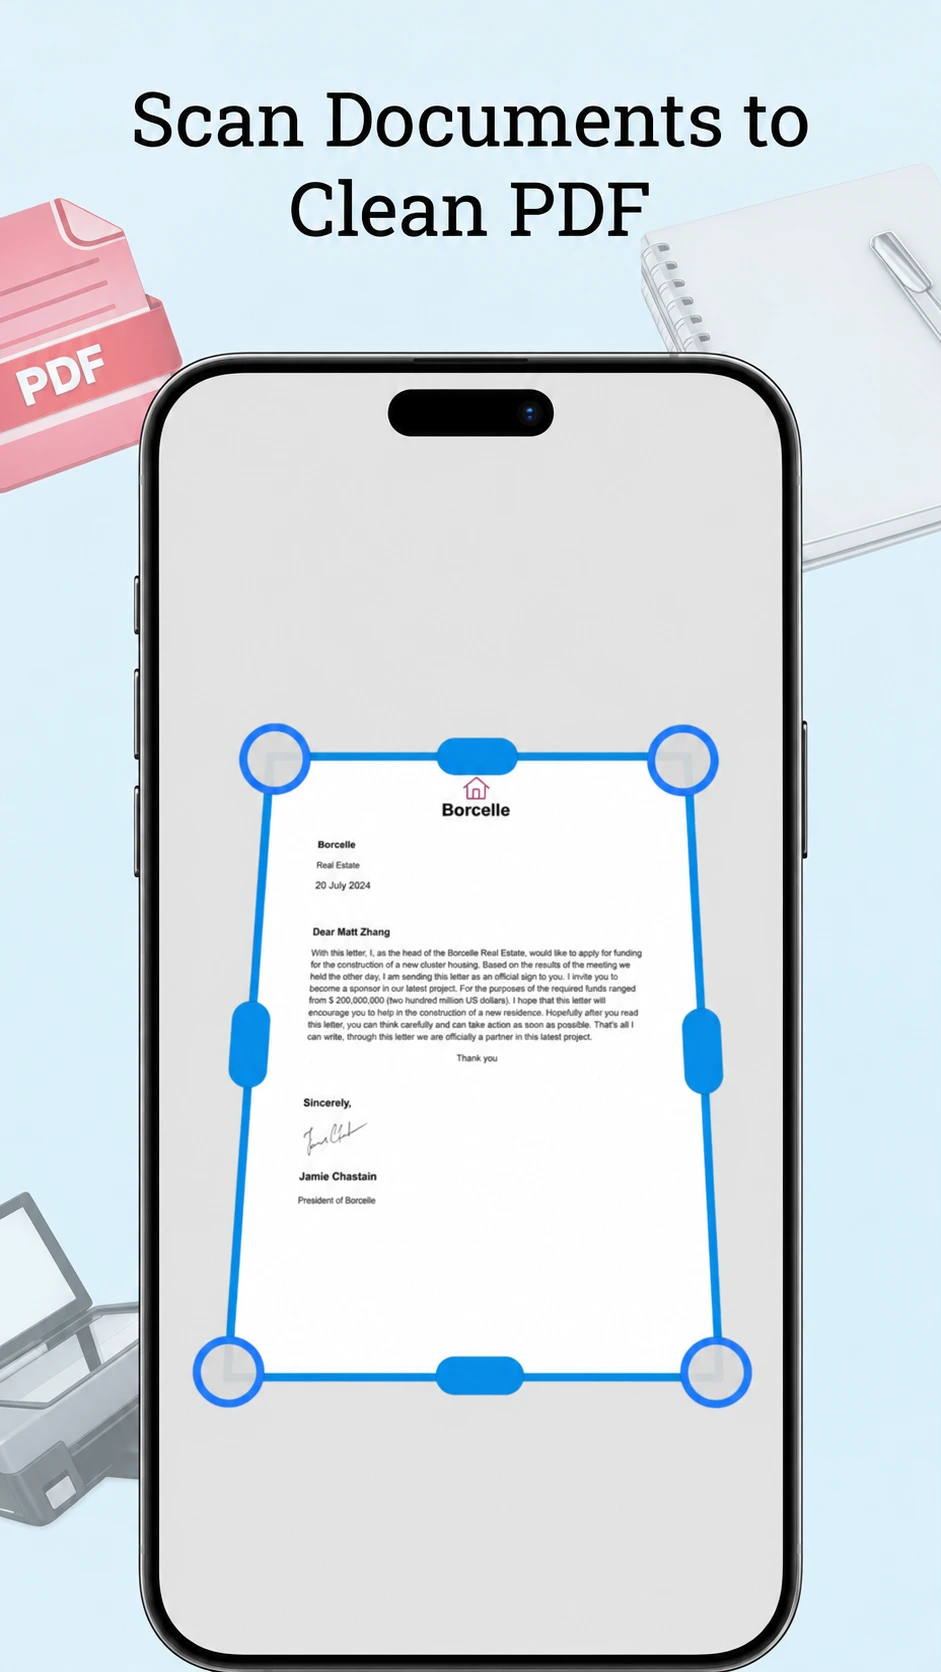 Scan Documents to
Clean PDF
PDF
Borcelle
Borcelle
Real Estate
20 July 2024
Dear Matt Zhang
With this letter, I, as the head of the Borcelle Real Estate, would like to apply for funding
for the construction of a new cluster housing. Based on the results of the meeting we
held the other day, I am sending this letter as an official sign to you. I invite you to
become a sponsor in our latest project. For the purposes of the required funds ranged
from $ 200,000,000 (two hundred million US dollars). I hope that this letter will
encourage you to help in the construction of a new residence. Hopefully after you read
this letter, you can think carefully and can take action as soon as possible. That's all I
can write, through this letter we are officially a partner in this latest project.
Thank you
Sincerely,
Jamie Chastain
President of Borcelle